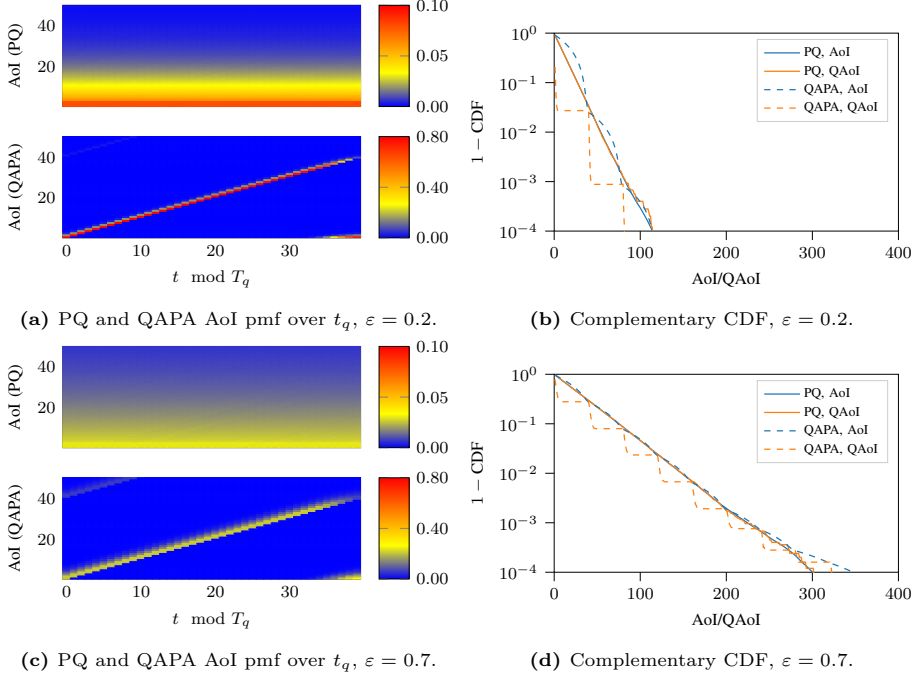 AoI (PQ)
40
20
0.10
0.05
0.00
AoI (QAPA)
40
20
0.80
0.40
0.00
0 10 20 30
t mod T_q
(a) PQ and QAPA AoI pmf over t_q, ε = 0.2.
1 − CDF
10^0
10^−1
10^−2
10^−3
10^−4
PQ, AoI
PQ, QAoI
QAPA, AoI
QAPA, QAoI
0 100 200 300 400
AoI/QAoI
(b) Complementary CDF, ε = 0.2.
AoI (PQ)
40
20
0.10
0.05
0.00
AoI (QAPA)
40
20
0.80
0.40
0.00
0 10 20 30
t mod T_q
(c) PQ and QAPA AoI pmf over t_q, ε = 0.7.
1 − CDF
10^0
10^−1
10^−2
10^−3
10^−4
PQ, AoI
PQ, QAoI
QAPA, AoI
QAPA, QAoI
0 100 200 300 400
AoI/QAoI
(d) Complementary CDF, ε = 0.7.